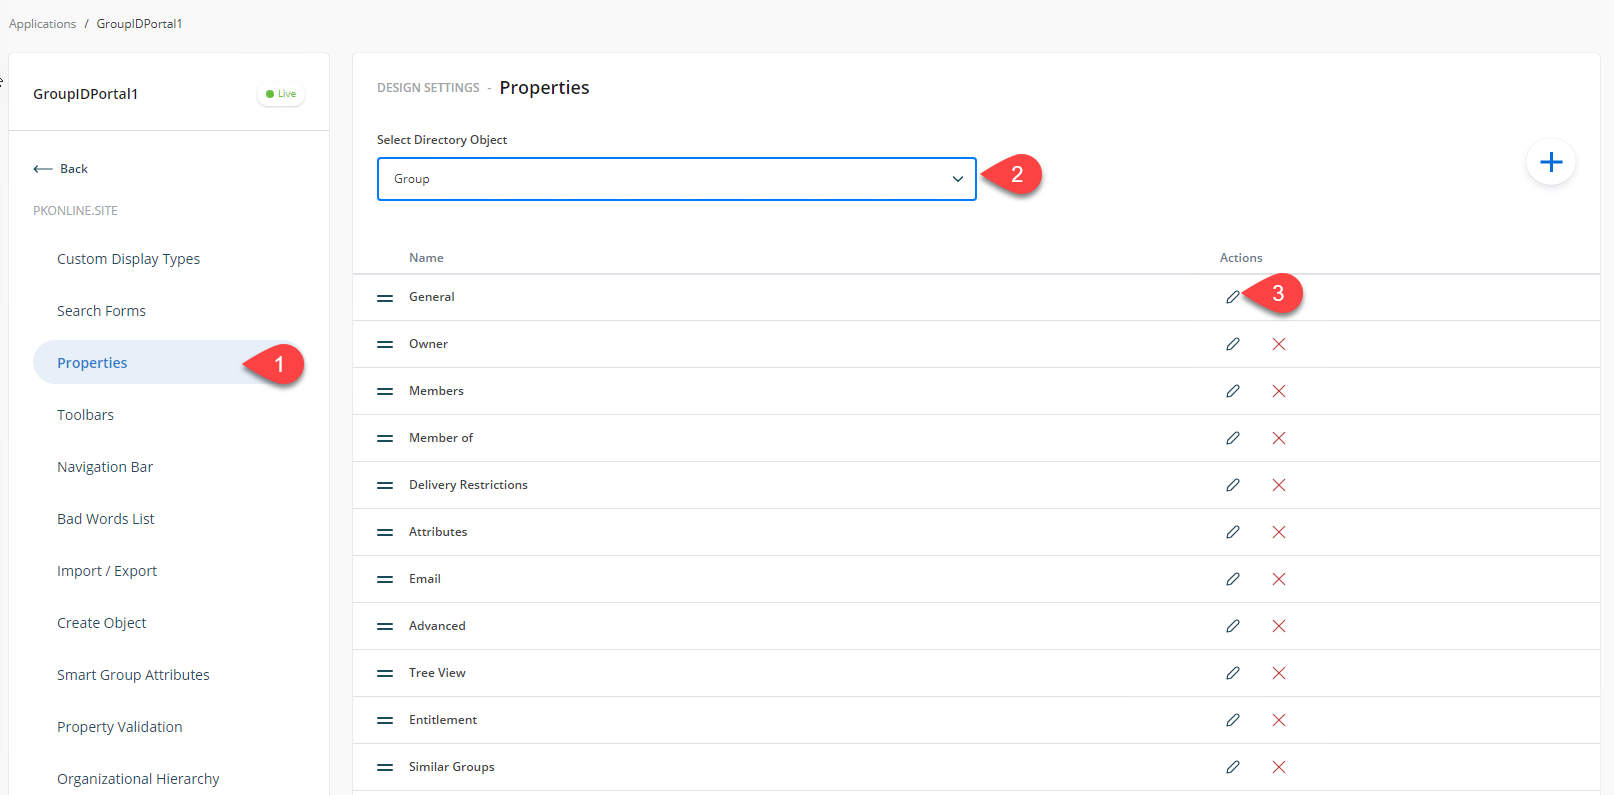 Applications / GroupIDPortal1
GroupIDPortal1
Live
Back
PKONLINE.SITE
Custom Display Types
Search Forms
Properties
1
Toolbars
Navigation Bar
Bad Words List
Import / Export
Create Object
Smart Group Attributes
Property Validation
Organizational Hierarchy
DESIGN SETTINGS - Properties
Select Directory Object
Group
2
Name Actions
General
3
Owner
Members
Member of
Delivery Restrictions
Attributes
Email
Advanced
Tree View
Entitlement
Similar Groups